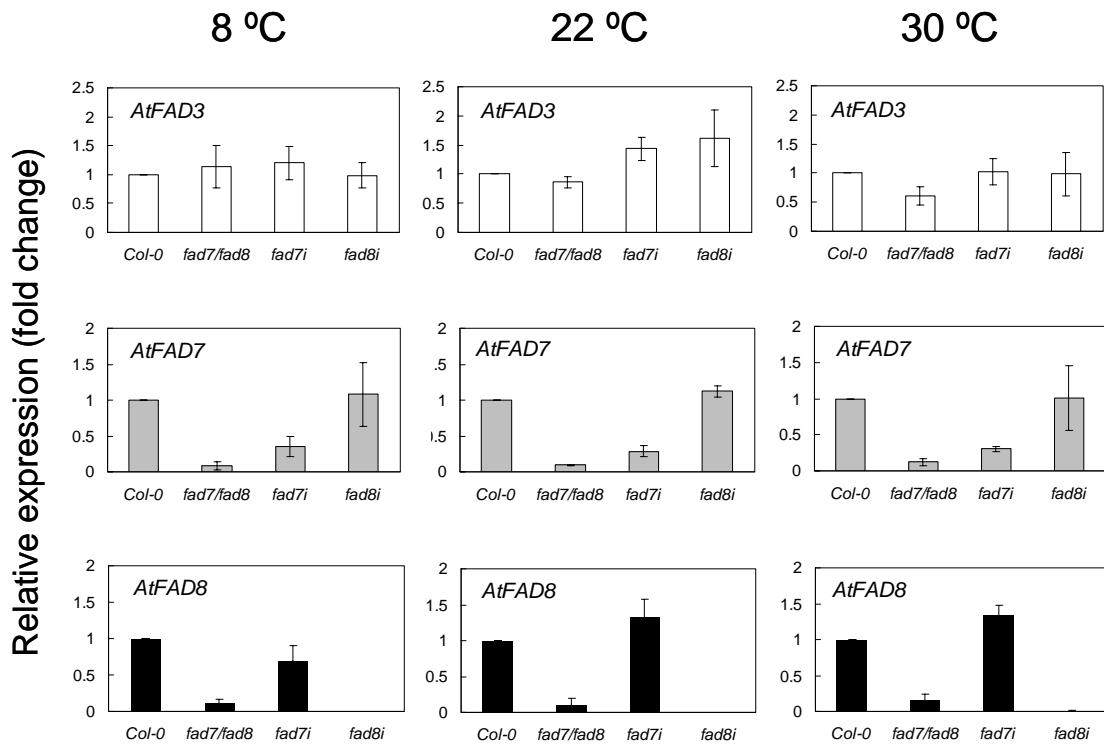 8 ºC 22 ºC 30 ºC
Relative expression (fold change)
AtFAD3 AtFAD3 AtFAD3
2.5 2.5 2.5
2 2 2
1.5 1.5 1.5
1 1 1
0.5 0.5 0.5
0 0 0
Col-0 fad7/fad8 fad7i fad8i Col-0 fad7/fad8 fad7i fad8i Col-0 fad7/fad8 fad7i fad8i
AtFAD7 AtFAD7 AtFAD7
2 2 2
1.5 .5 1.5
1 1 1
0.5 ).5 0.5
0 0 0
Col-0 fad7/fad8 fad7i fad8i Col-0 fad7/fad8 fad7i fad8i Col-0 fad7/fad8 fad7i fad8i
AtFAD8 AtFAD8 AtFAD8
2 2 2
1.5 1.5 1.5
1 1 1
0.5 0.5 0.5
0 0 0
Col-0 fad7/fad8 fad7i fad8i Col-0 fad7/fad8 fad7i fad8i Col-0 fad7/fad8 fad7i fad8i